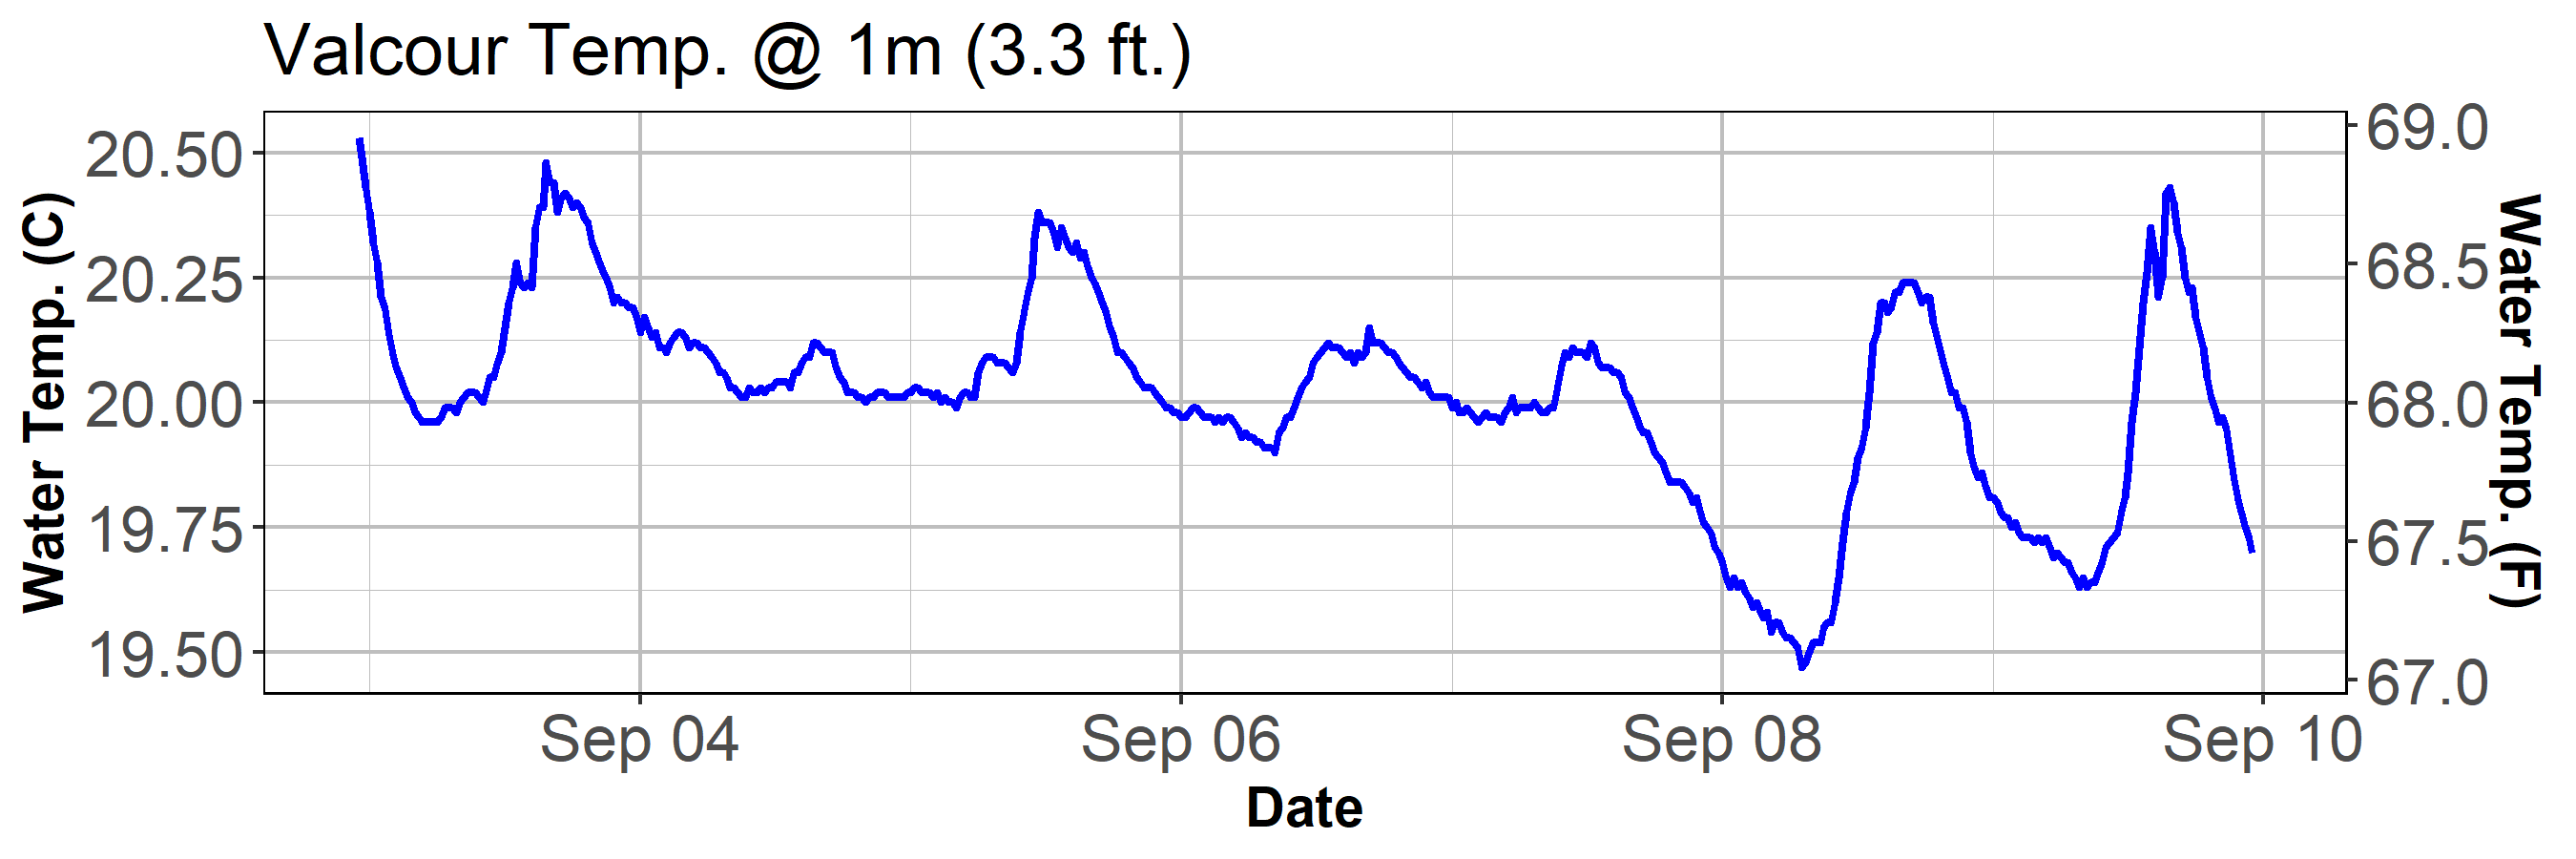 Valcour Temp. @ 1m (3.3 ft.)
Water Temp. (C)
20.50
20.25
20.00
19.75
19.50
69.0
68.5
68.0
67.5
67.0
Water Temp. (F)
Sep 04
Sep 06
Sep 08
Sep 10
Date